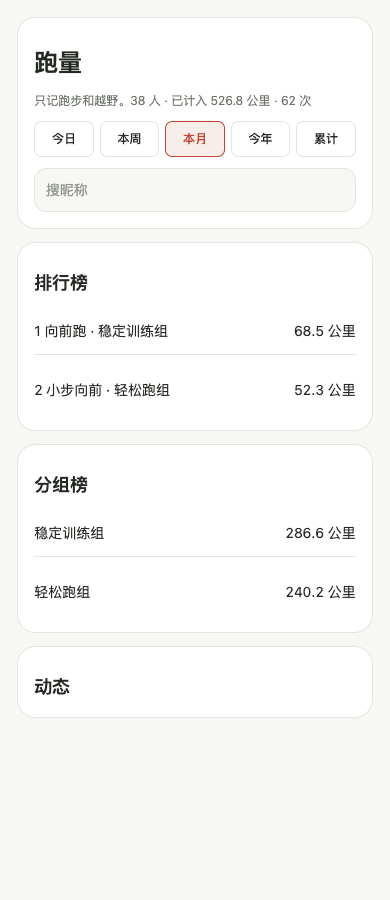 跑量
只记跑步和越野。38 人 · 已计入 526.8 公里 · 62 次
今日 本周 本月 今年 累计
搜昵称
排行榜
1 向前跑 · 稳定训练组 68.5 公里
2 小步向前 · 轻松跑组 52.3 公里
分组榜
稳定训练组 286.6 公里
轻松跑组 240.2 公里
动态